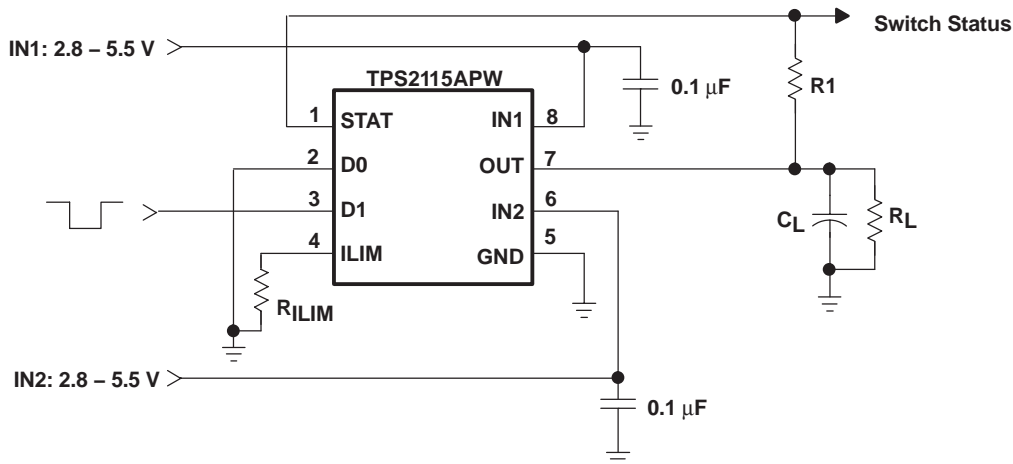 Switch Status
IN1: 2.8 – 5.5 V
TPS2115APW
0.1 μF
R1
1 STAT IN1 8
2 D0 OUT 7
3 D1 IN2 6
4 ILIM GND 5
CL RL
RILIM
IN2: 2.8 – 5.5 V
0.1 μF